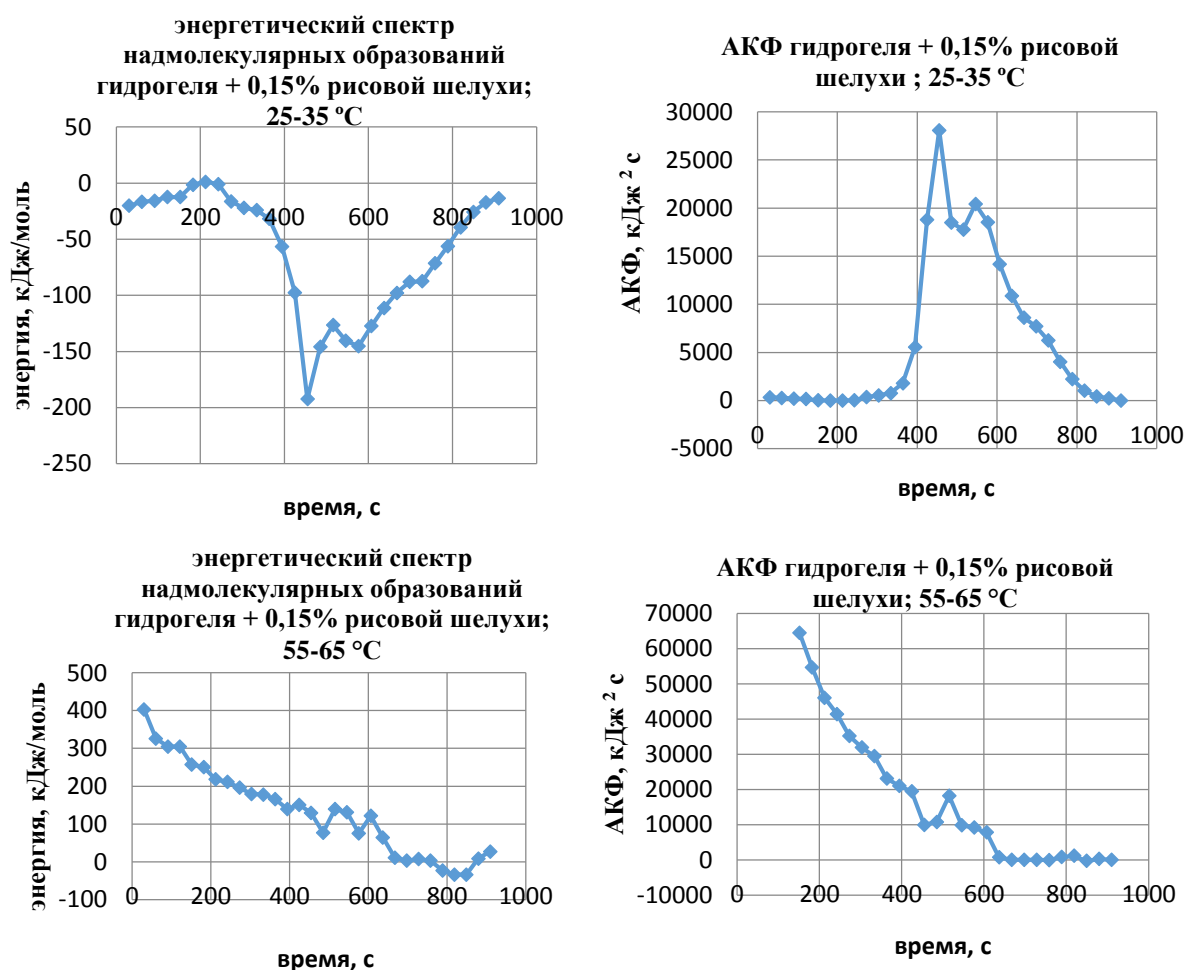 энергетический спектр
надмолекулярных образований
гидрогеля + 0,15% рисовой шелухи;
25-35 ºC
50
0
-50
-100
-150
-200
-250
0 200 400 600 800 1000
энергия, кДж/моль
время, с
АКФ гидрогеля + 0,15% рисовой
шелухи ; 25-35 ºC
30000
25000
20000
15000
10000
5000
0
-5000
0 200 400 600 800 1000
АКФ, кДж ² с
время, с
энергетический спектр
надмолекулярных образований
гидрогеля + 0,15% рисовой шелухи;
55-65 °C
500
400
300
200
100
0
-100
0 200 400 600 800 1000
энергия, кДж/моль
время, с
АКФ гидрогеля + 0,15% рисовой
шелухи; 55-65 °C
70000
60000
50000
40000
30000
20000
10000
0
-10000
0 200 400 600 800 1000
АКФ, кДж ² с
время, с